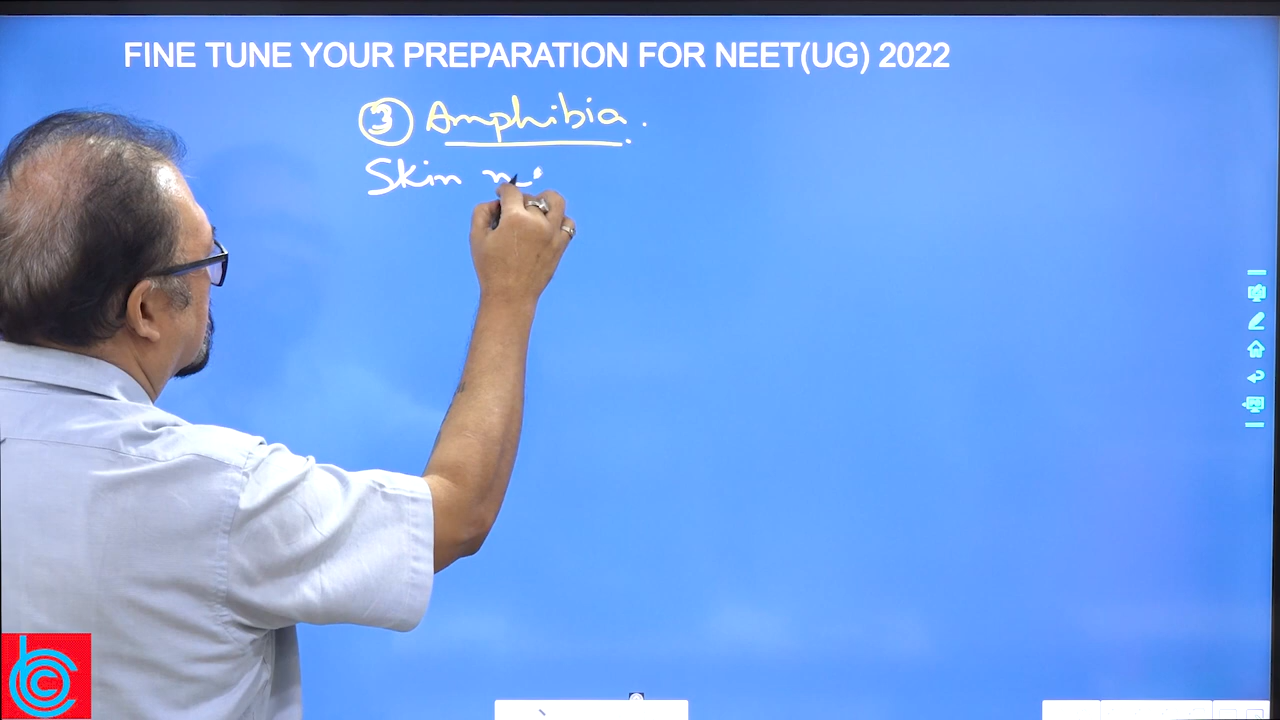 FINE TUNE YOUR PREPARATION FOR NEET(UG) 2022
③ Amphibia.
Skin